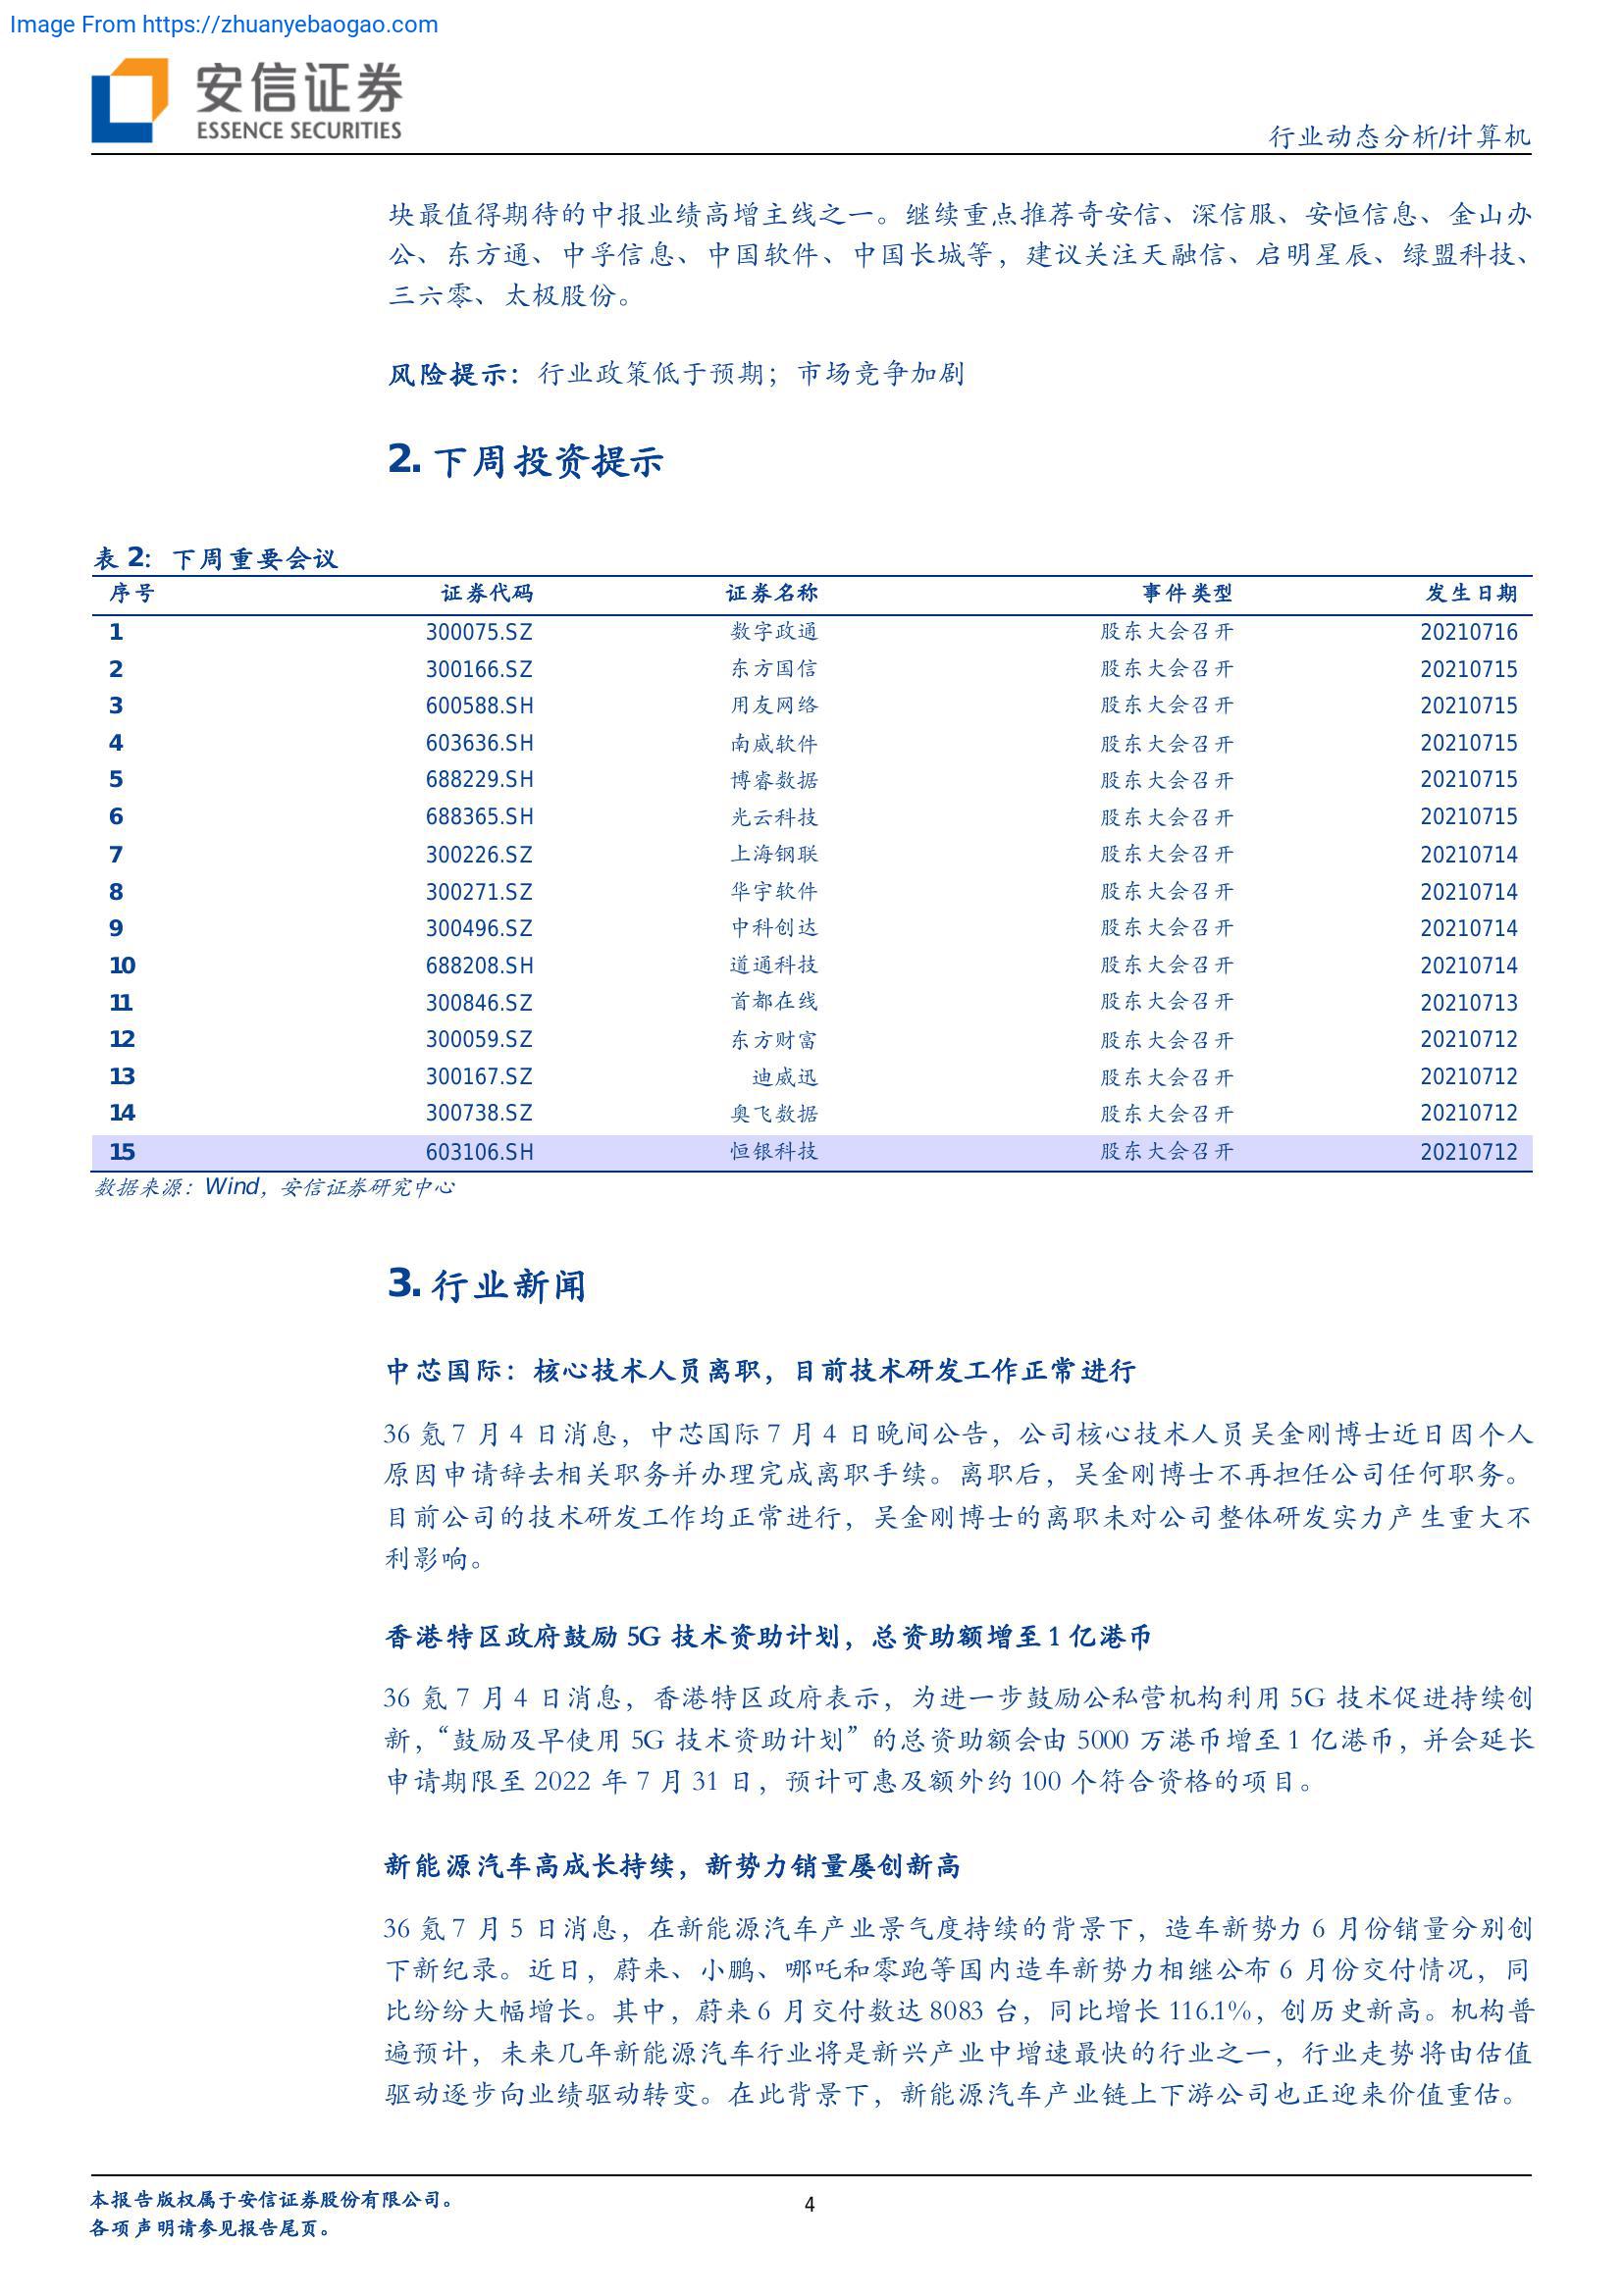 Image From https://zhuanyebaogao.com
安信证券
ESSENCE SECURITIES
行业动态分析/计算机
块最值得期待的中报业绩高增主线之一。继续重点推荐奇安信、深信服、安恒信息、金山办
公、东方通、中孚信息、中国软件、中国长城等，建议关注天融信、启明星辰、绿盟科技、
三六零、太极股份。
风险提示：行业政策低于预期；市场竞争加剧
2. 下周投资提示
表 2：下周重要会议
序号 证券代码 证券名称 事件类型 发生日期
1 300075.SZ 数字政通 股东大会召开 20210716
2 300166.SZ 东方国信 股东大会召开 20210715
3 600588.SH 用友网络 股东大会召开 20210715
4 603636.SH 南威软件 股东大会召开 20210715
5 688229.SH 博睿数据 股东大会召开 20210715
6 688365.SH 光云科技 股东大会召开 20210715
7 300226.SZ 上海钢联 股东大会召开 20210714
8 300271.SZ 华宇软件 股东大会召开 20210714
9 300496.SZ 中科创达 股东大会召开 20210714
10 688208.SH 道通科技 股东大会召开 20210714
11 300846.SZ 首都在线 股东大会召开 20210713
12 300059.SZ 东方财富 股东大会召开 20210712
13 300167.SZ 迪威迅 股东大会召开 20210712
14 300738.SZ 奥飞数据 股东大会召开 20210712
15 603106.SH 恒银科技 股东大会召开 20210712
数据来源：Wind，安信证券研究中心
3. 行业新闻
中芯国际：核心技术人员离职，目前技术研发工作正常进行
36 氪 7 月 4 日消息，中芯国际 7 月 4 日晚间公告，公司核心技术人员吴金刚博士近日因个人
原因申请辞去相关职务并办理完成离职手续。离职后，吴金刚博士不再担任公司任何职务。
目前公司的技术研发工作均正常进行，吴金刚博士的离职未对公司整体研发实力产生重大不
利影响。
香港特区政府鼓励 5G 技术资助计划，总资助额增至 1 亿港币
36 氪 7 月 4 日消息，香港特区政府表示，为进一步鼓励公私营机构利用 5G 技术促进持续创
新，“鼓励及早使用 5G 技术资助计划”的总资助额会由 5000 万港币增至 1 亿港币，并会延长
申请期限至 2022 年 7 月 31 日，预计可惠及额外约 100 个符合资格的项目。
新能源汽车高成长持续，新势力销量屡创新高
36 氪 7 月 5 日消息，在新能源汽车产业景气度持续的背景下，造车新势力 6 月份销量分别创
下新纪录。近日，蔚来、小鹏、哪吒和零跑等国内造车新势力相继公布 6 月份交付情况，同
比纷纷大幅增长。其中，蔚来 6 月交付数达 8083 台，同比增长 116.1%，创历史新高。机构普
遍预计，未来几年新能源汽车行业将是新兴产业中增速最快的行业之一，行业走势将由估值
驱动逐步向业绩驱动转变。在此背景下，新能源汽车产业链上下游公司也正迎来价值重估。
本报告版权属于安信证券股份有限公司。
4
各项声明请参见报告尾页。